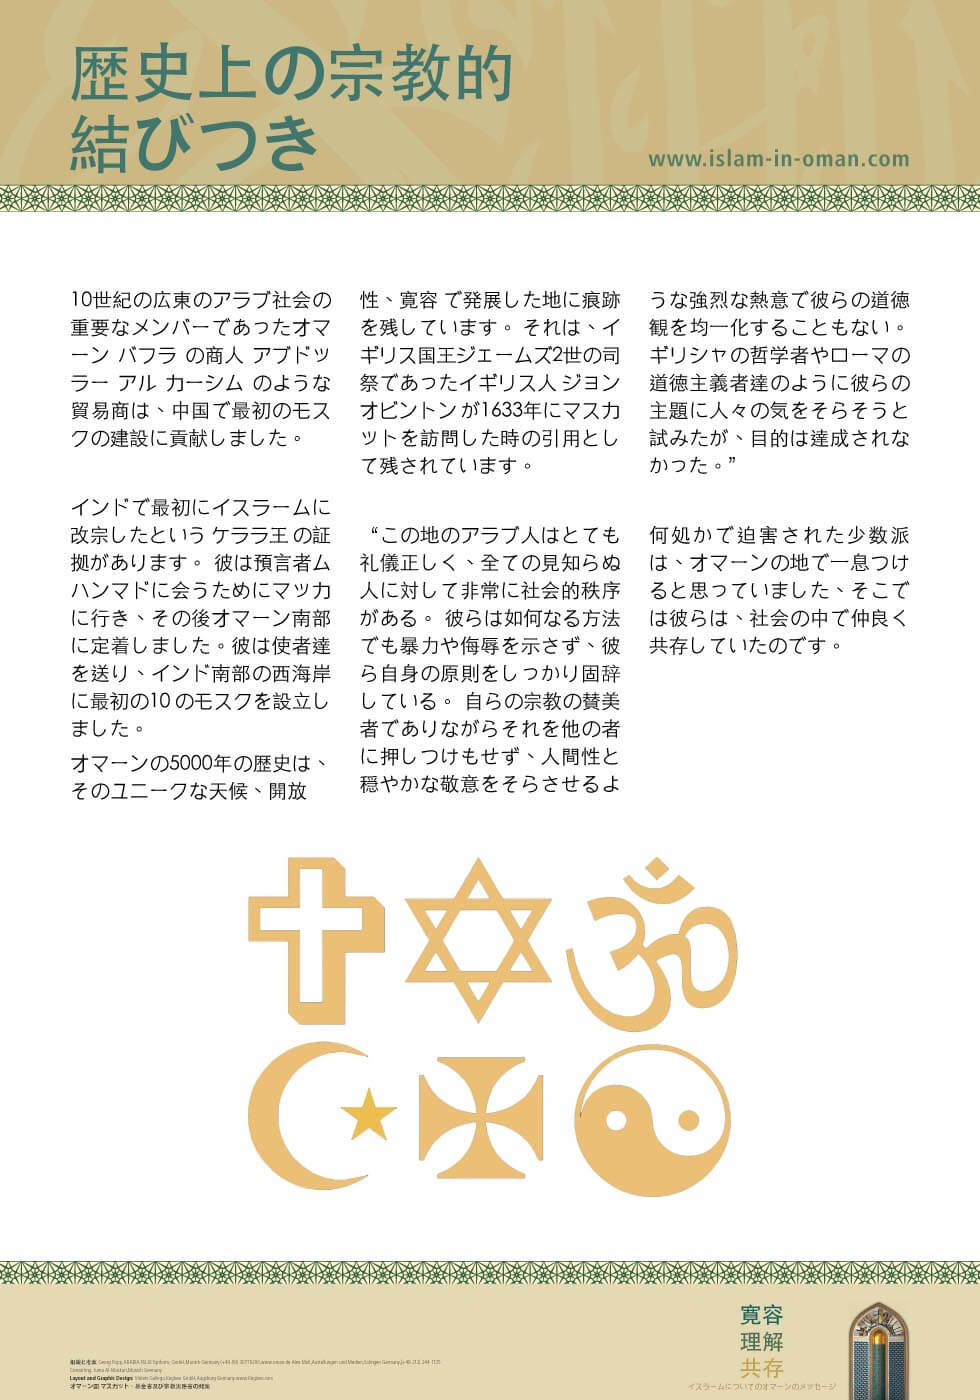 歴史上の宗教的
結びつき
www.islam-in-oman.com
10世紀の広東のアラブ社会の
重要なメンバーであったオマ
ーン バフラ の商人 アブドッ
ラー アル カーシム のような
貿易商は、中国で最初のモス
クの建設に貢献しました。
インドで最初にイスラームに
改宗したという ケララ王 の証
拠があります。 彼は預言者ム
ハンマドに会うためにマッカ
に行き、その後オマーン南部
に定着しました。彼は使者達
を送り、インド南部の西海岸
に最初の10 のモスクを設立し
ました。
オマーンの5000年の歴史は、
そのユニークな天候、開放
性、寛容 で発展した地に痕跡
を残しています。 それは、イ
ギリス国王ジェームズ2世の司
祭であったイギリス人 ジョン
オビントン が1633年にマスカ
ットを訪問した時の引用とし
て残されています。
“この地のアラブ人はとても
礼儀正しく、全ての見知らぬ
人に対して非常に社会的秩序
がある。 彼らは如何なる方法
でも暴力や侮辱を示さず、彼
ら自身の原則をしっかり固辞
している。 自らの宗教の賛美
者でありながらそれを他の者
に押しつけもせず、人間性と
穏やかな敬意をそらさせるよ
うな強烈な熱意で彼らの道徳
観を均一化することもない。
ギリシャの哲学者やローマの
道徳主義者達のように彼らの
主題に人々の気をそらそうと
試みたが、目的は達成されな
かった。”
何処かで迫害された少数派
は、オマーンの地で一息つけ
ると思っていました、そこで
は彼らは、社会の中で仲良く
共存していたのです。
寛容
理解
共存
イスラームについてのオマーンのメッセージ
Layout and Graphic Design: